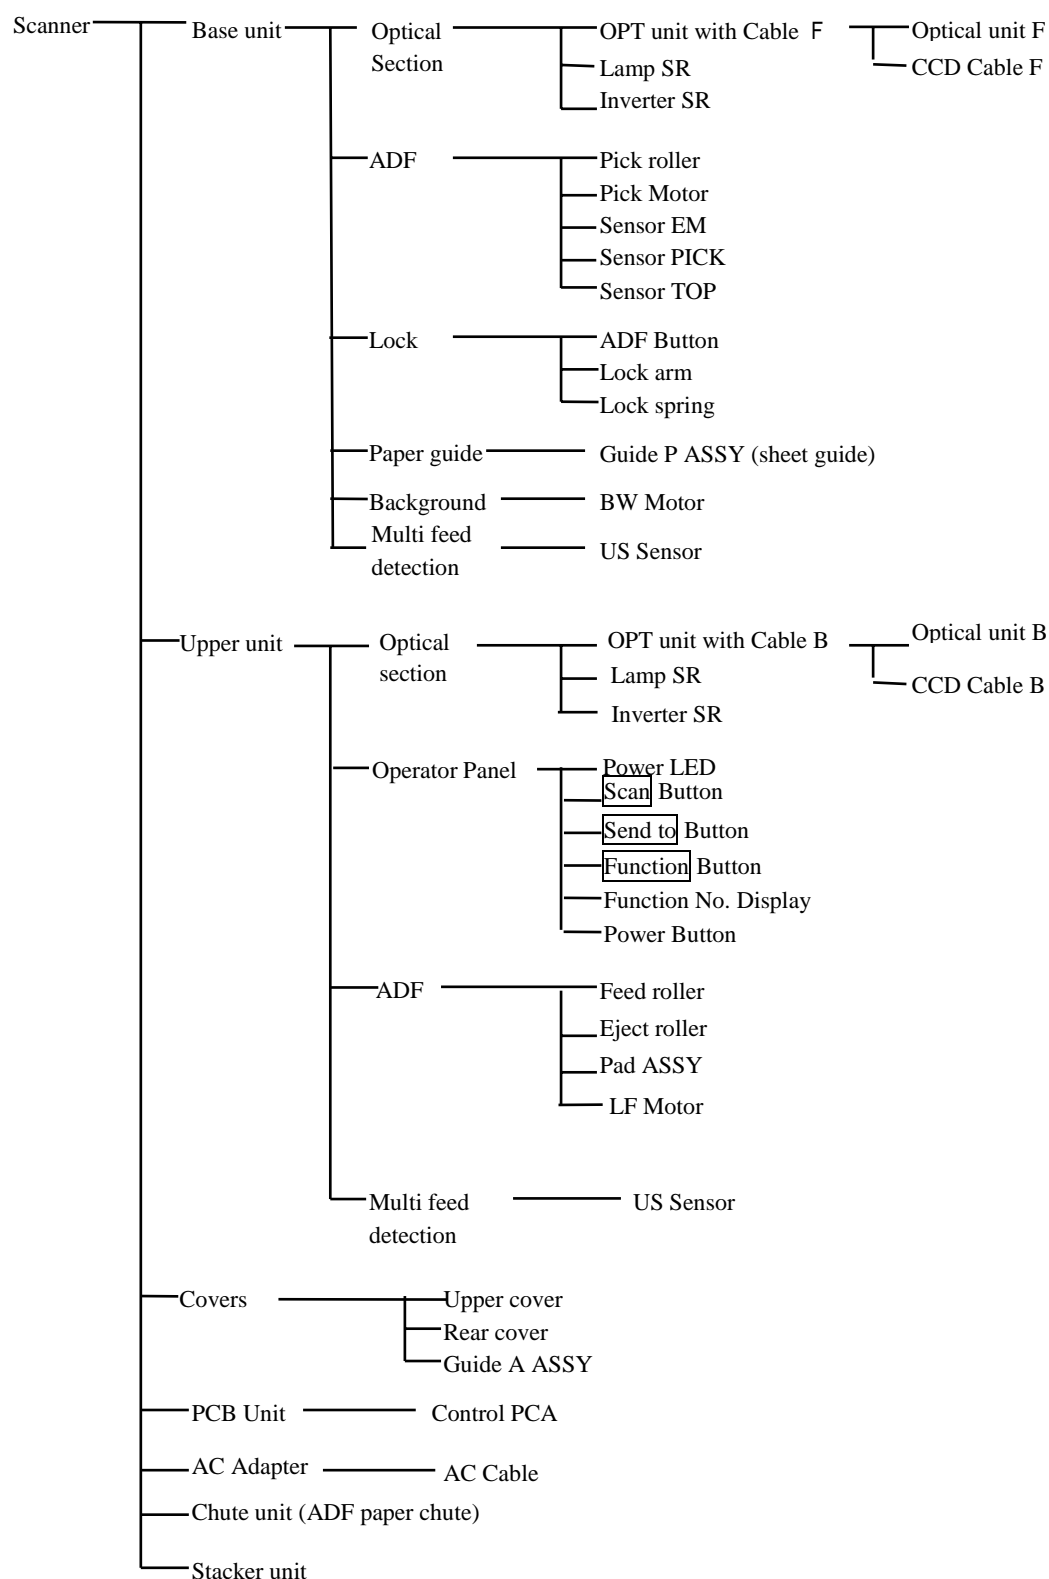 Scanner
Base unit
Optical
Section
OPT unit with Cable F
Optical unit F
CCD Cable F
Lamp SR
Inverter SR
ADF
Pick roller
Pick Motor
Sensor EM
Sensor PICK
Sensor TOP
Lock
ADF Button
Lock arm
Lock spring
Paper guide
Guide P ASSY (sheet guide)
Background
BW Motor
Multi feed
detection
US Sensor
Upper unit
Optical
section
OPT unit with Cable B
Optical unit B
CCD Cable B
Lamp SR
Inverter SR
Operator Panel
Power LED
Scan Button
Send to Button
Function Button
Function No. Display
Power Button
ADF
Feed roller
Eject roller
Pad ASSY
LF Motor
Multi feed
detection
US Sensor
Covers
Upper cover
Rear cover
Guide A ASSY
PCB Unit
Control PCA
AC Adapter
AC Cable
Chute unit (ADF paper chute)
Stacker unit